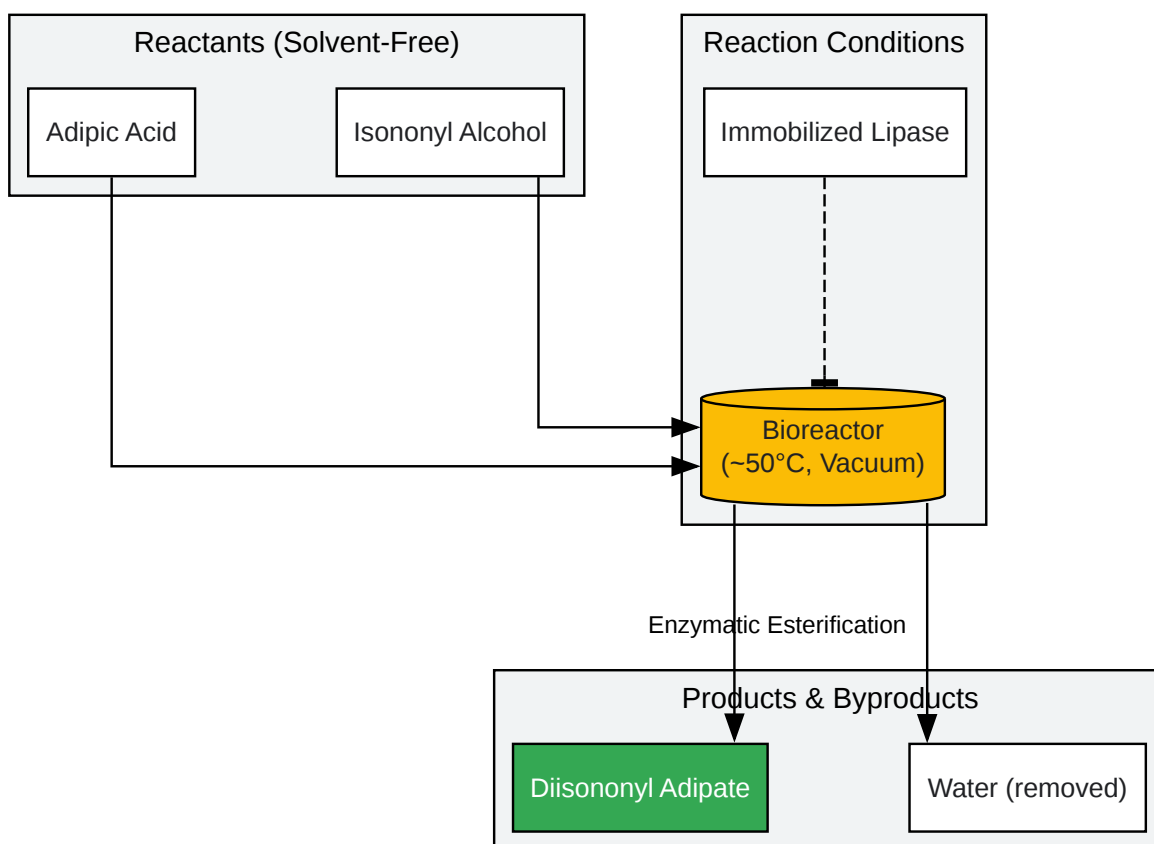 Reactants (Solvent-Free)
Reaction Conditions
Adipic Acid
Isononyl Alcohol
Immobilized Lipase
Bioreactor
(~50°C, Vacuum)
Enzymatic Esterification
Products & Byproducts
Diisononyl Adipate
Water (removed)